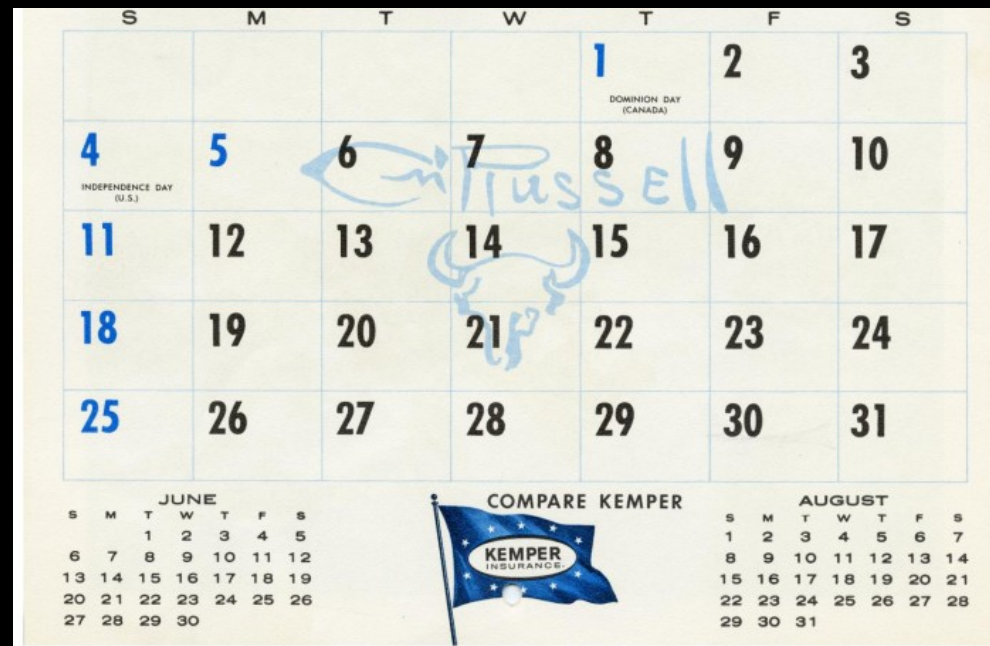 S M T W T F S
1 2 3
DOMINION DAY
(CANADA)
4 5 6 7 8 9 10
INDEPENDENCE DAY
(U.S.)
Russell
11 12 13 14 15 16 17
18 19 20 21 22 23 24
25 26 27 28 29 30 31
JUNE
S M T W T F S
1 2 3 4 5
6 7 8 9 10 11 12
13 14 15 16 17 18 19
20 21 22 23 24 25 26
27 28 29 30
COMPARE KEMPER
KEMPER
INSURANCE
AUGUST
S M T W T F S
1 2 3 4 5 6 7
8 9 10 11 12 13 14
15 16 17 18 19 20 21
22 23 24 25 26 27 28
29 30 31